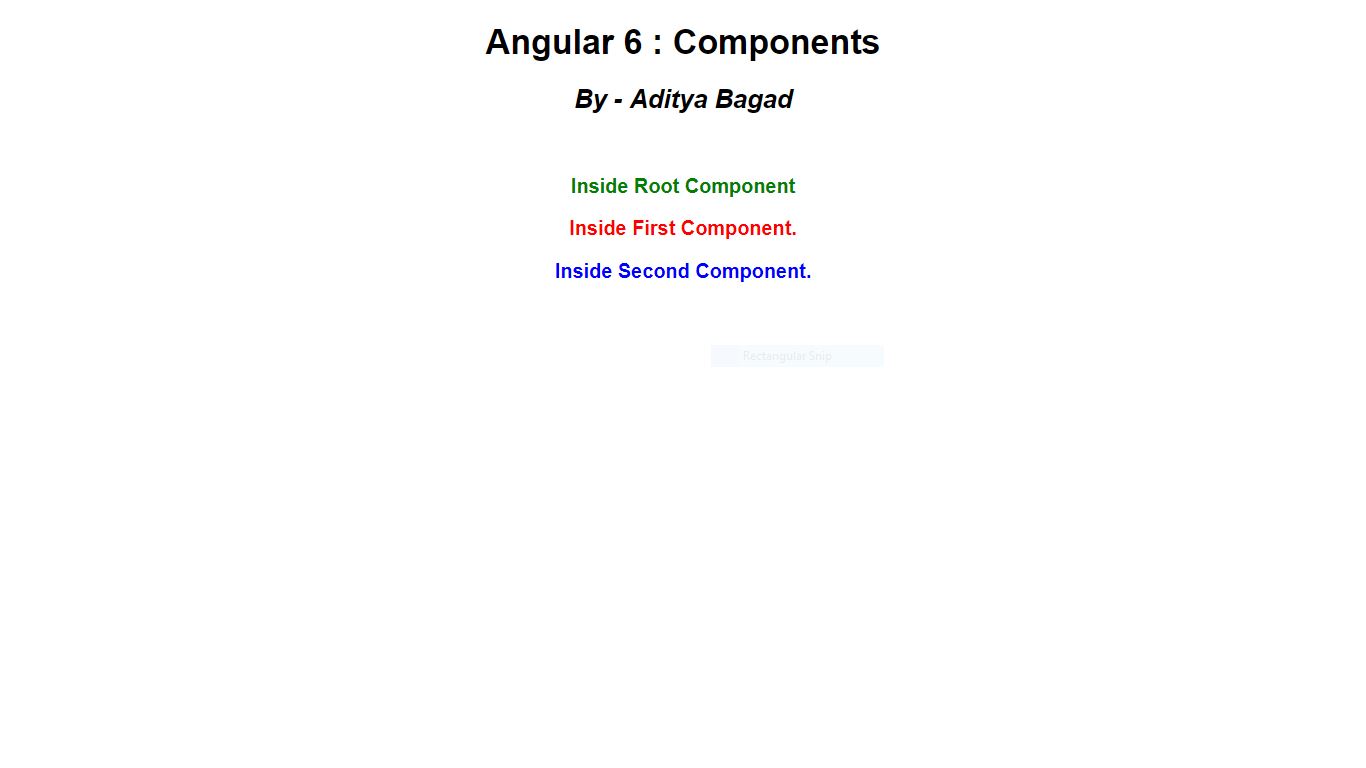 Angular 6 : Components
By - Aditya Bagad
Inside Root Component
Inside First Component.
Inside Second Component.
Rectangular Snip